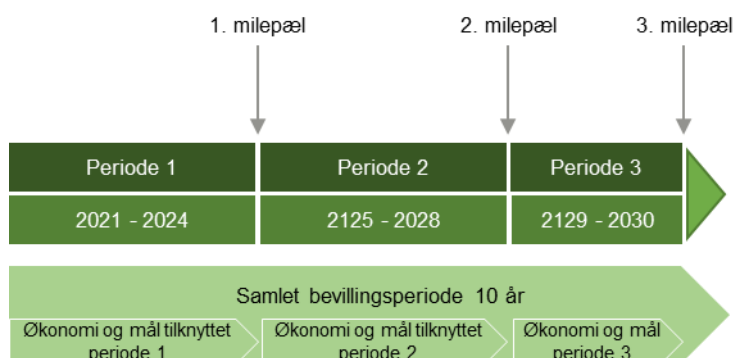 1. milepæl 2. milepæl 3. milepæl
Periode 1 Periode 2 Periode 3
2021 - 2024 2125 - 2028 2129 - 2030
Samlet bevillingsperiode 10 år
Økonomi og mål tilknyttet Økonomi og mål tilknyttet Økonomi og mål
periode 1 periode 2 periode 3